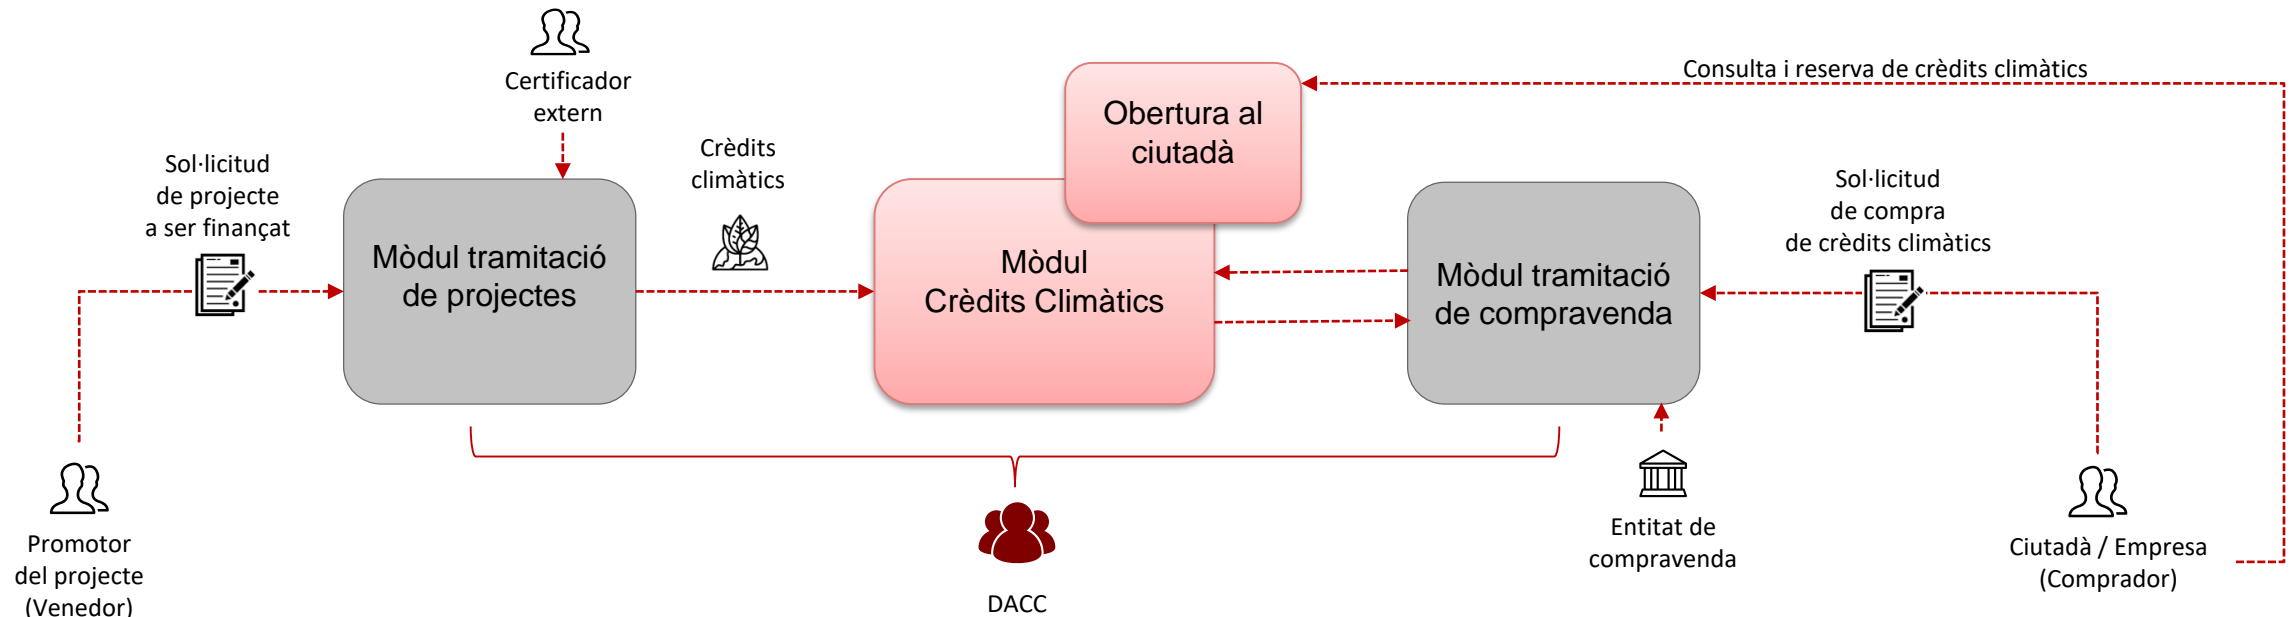 Certificador
extern
Consulta i reserva de crèdits climàtics
Obertura al
ciutadà
Sol·licitud
de projecte
a ser finançat
Crèdits
climàtics
Sol·licitud
de compra
de crèdits climàtics
Mòdul tramitació
de projectes
Mòdul
Crèdits Climàtics
Mòdul tramitació
de compravenda
Promotor
del projecte
(Venedor)
DACC
Entitat de
compravenda
Ciutadà / Empresa
(Comprador)